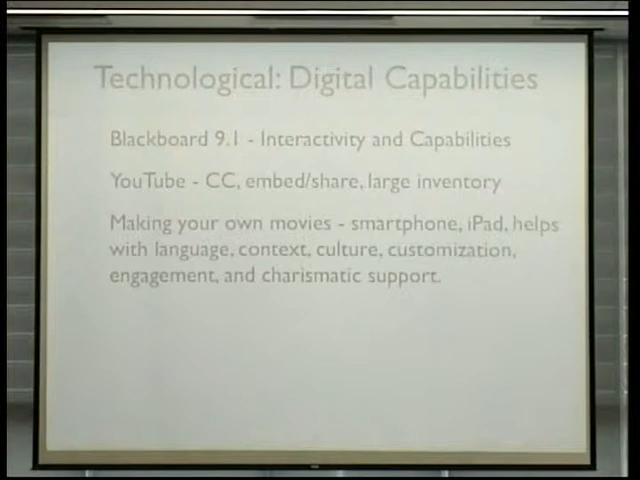 Technological: Digital Capabilities
Blackboard 9.1 - Interactivity and Capabilities
YouTube - CC, embed/share, large inventory
Making your own movies - smartphone, iPad, helps
with language, context, culture, customization,
engagement, and charismatic support.